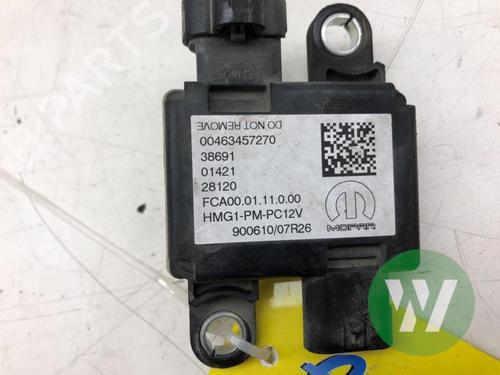 DO NOT REMOVE
00463457270
38691
01421
28120
FCA00.01.11.0.00
HMG1-PM-PC12V
900610/07R26
MOPAR
W